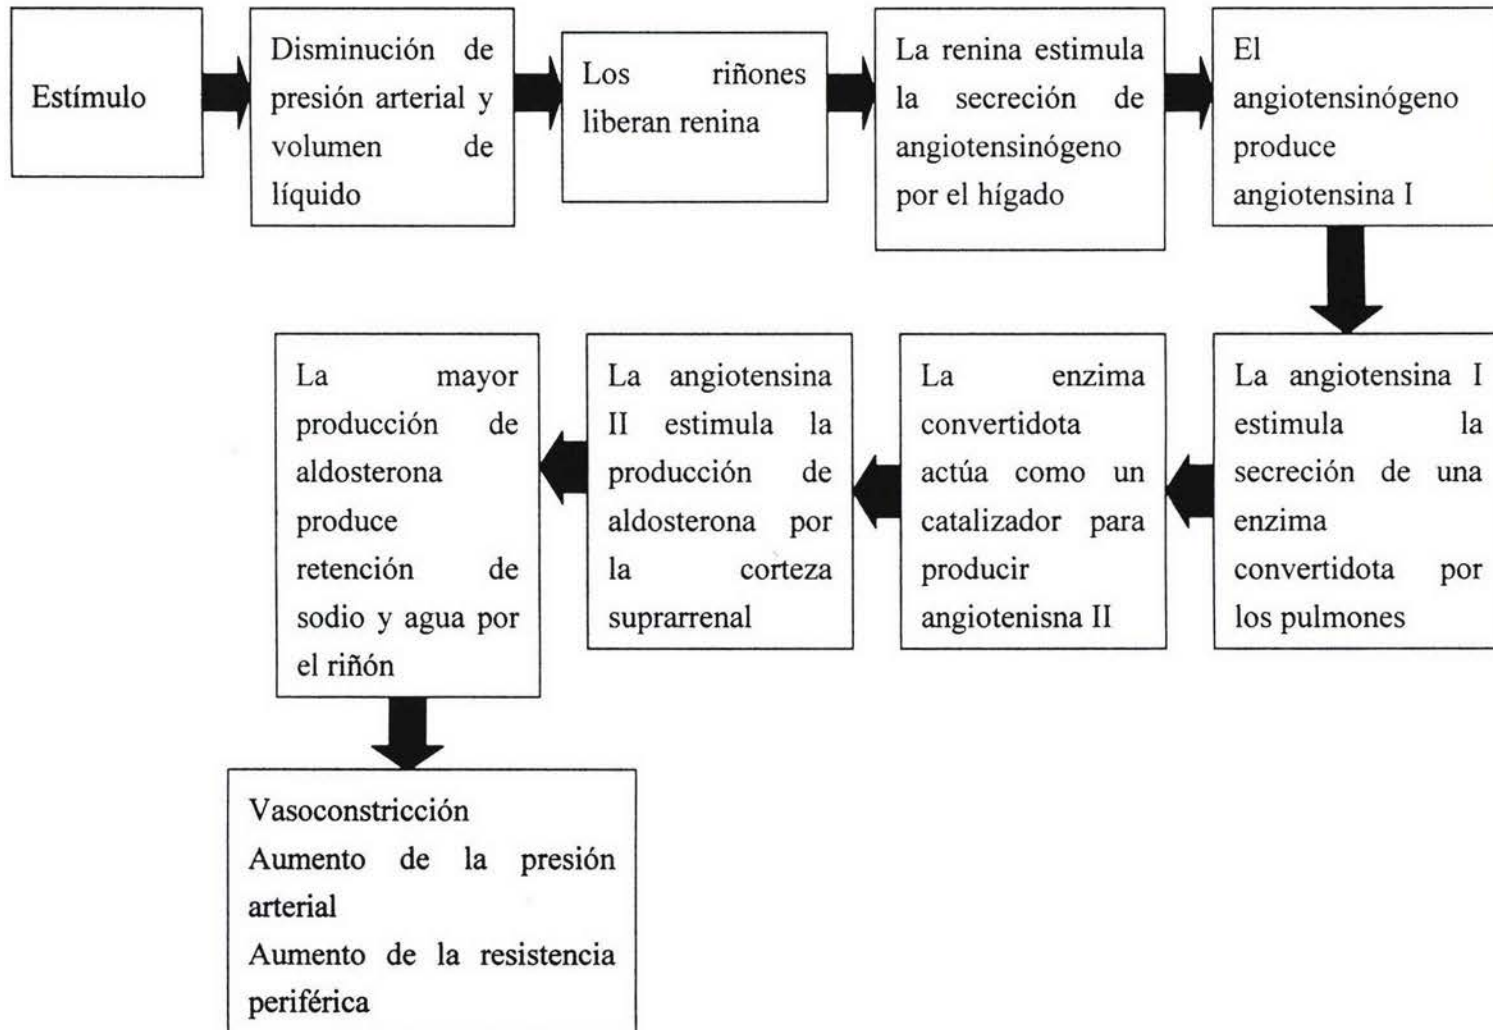 Estímulo
Disminución de
presión arterial y
volumen de
líquido
Los riñones
liberan renina
La renina estimula
la secreción de
angiotensinógeno
por el hígado
El
angiotensinógeno
produce
angiotensina I
La angiotensina I
estimula la
secreción de una
enzima
convertidota por
los pulmones
La enzima
convertidota
actúa como un
catalizador para
producir
angiotenisna II
La angiotensina
II estimula la
producción de
aldosterona por
la corteza
suprarrenal
La mayor
producción de
aldosterona
produce
retención de
sodio y agua por
el riñón
Vasoconstricción
Aumento de la presión
arterial
Aumento de la resistencia
periférica